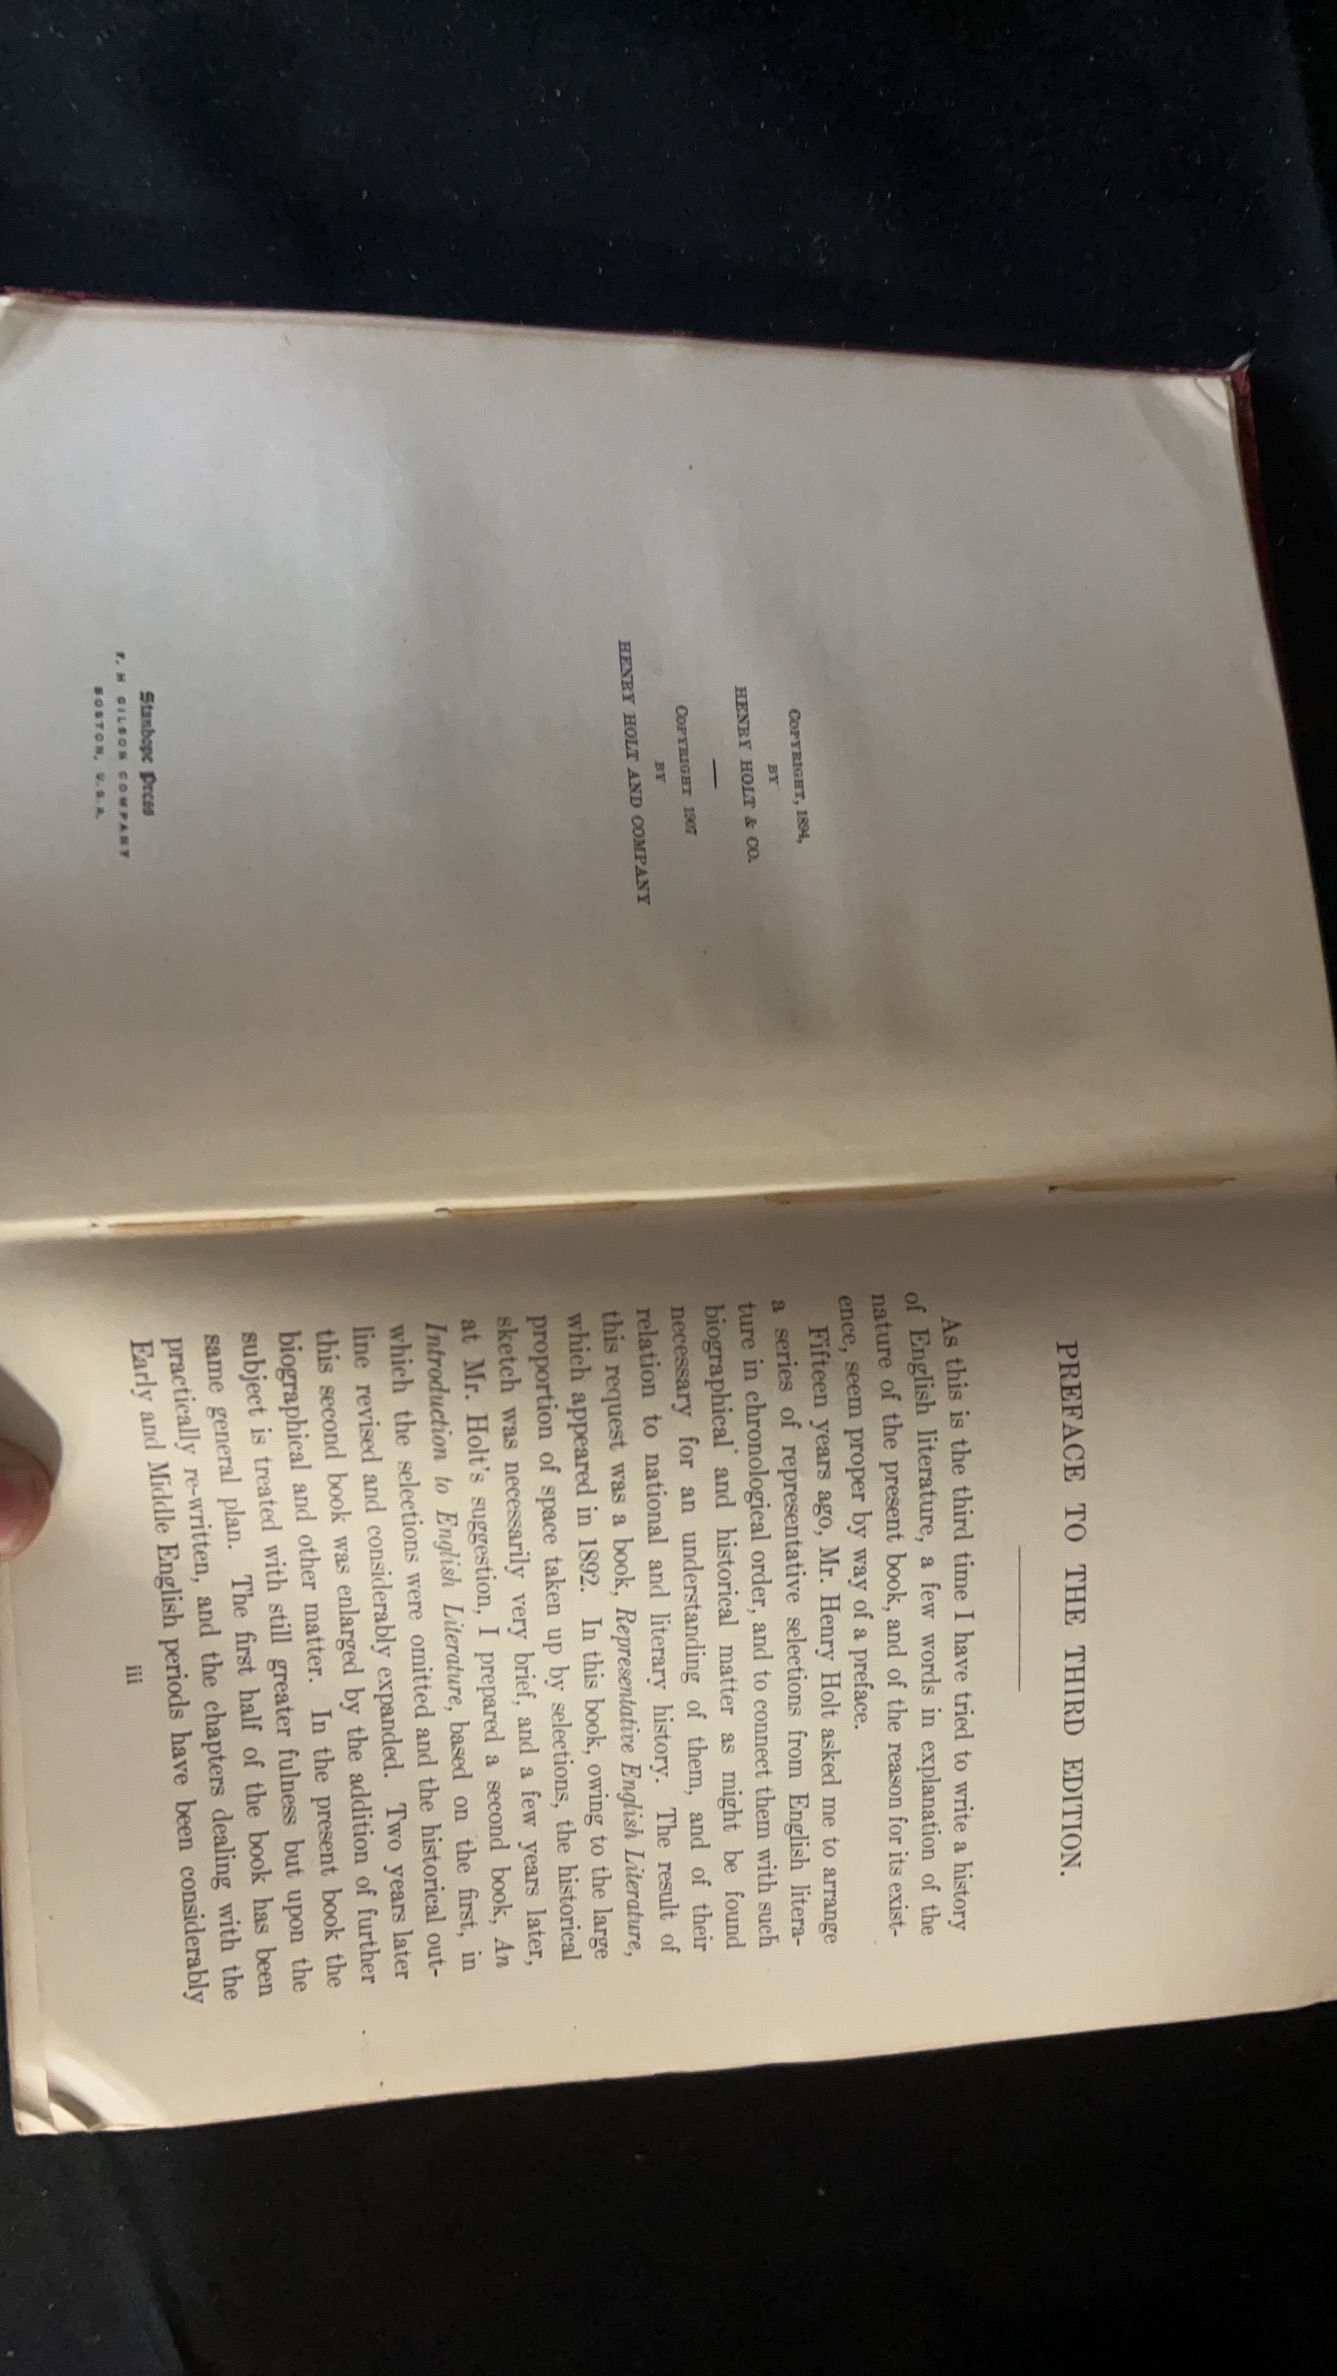 COPYRIGHT, 1894,
BY
HENRY HOLT & CO.
COPYRIGHT 1907
BY
HENRY HOLT AND COMPANY
Stanhope Press
F. H. GILSON COMPANY
BOSTON, U.S.A.
PREFACE TO THE THIRD EDITION.
As this is the third time I have tried to write a history
of English literature, a few words in explanation of the
nature of the present book, and of the reason for its exist-
ence, seem proper by way of a preface.
Fifteen years ago, Mr. Henry Holt asked me to arrange
a series of representative selections from English litera-
ture in chronological order, and to connect them with such
biographical and historical matter as might be found
necessary for an understanding of them, and of their
relation to national and literary history. The result of
this request was a book, Representative English Literature,
which appeared in 1892. In this book, owing to the large
proportion of space taken up by selections, the historical
sketch was necessarily very brief, and a few years later,
at Mr. Holt's suggestion, I prepared a second book, An
Introduction to English Literature, based on the first, in
which the selections were omitted and the historical out-
line revised and considerably expanded. Two years later
this second book was enlarged by the addition of further
biographical and other matter. In the present book the
subject is treated with still greater fulness but upon the
same general plan. The first half of the book has been
practically re-written, and the chapters dealing with the
Early and Middle English periods have been considerably
iii